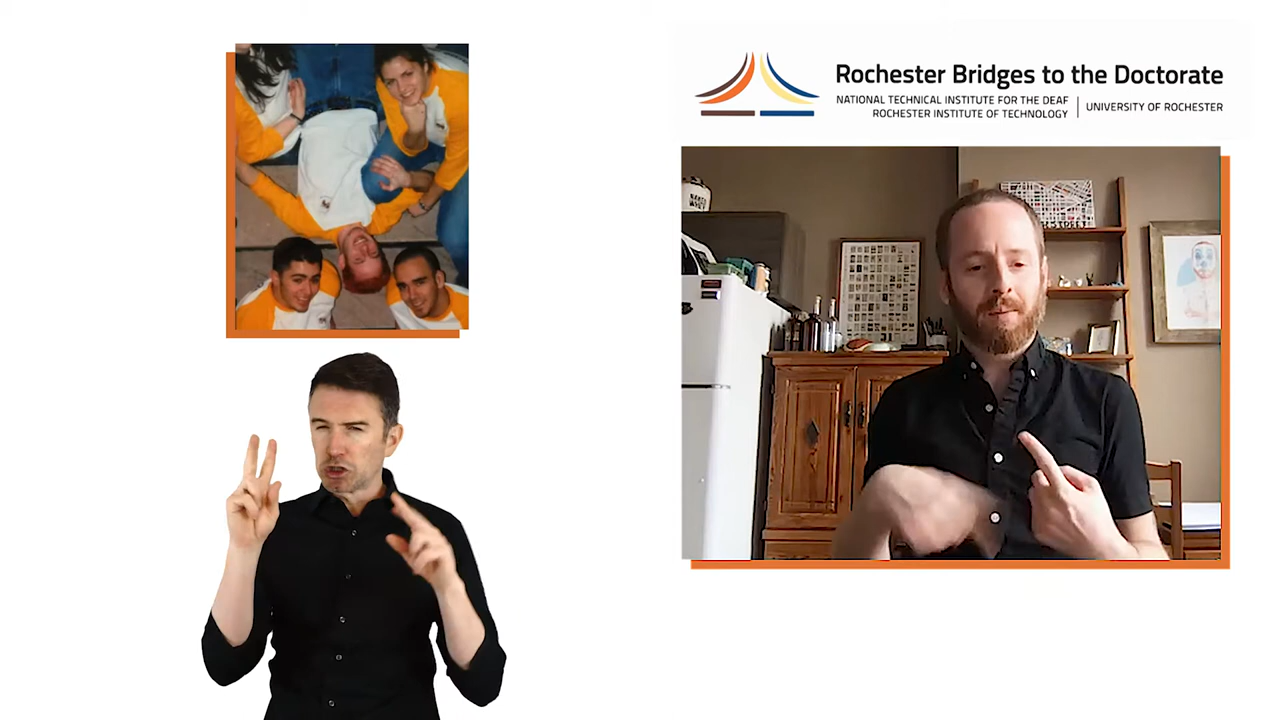 Rochester Bridges to the Doctorate
NATIONAL TECHNICAL INSTITUTE FOR THE DEAF
ROCHESTER INSTITUTE OF TECHNOLOGY
UNIVERSITY OF ROCHESTER